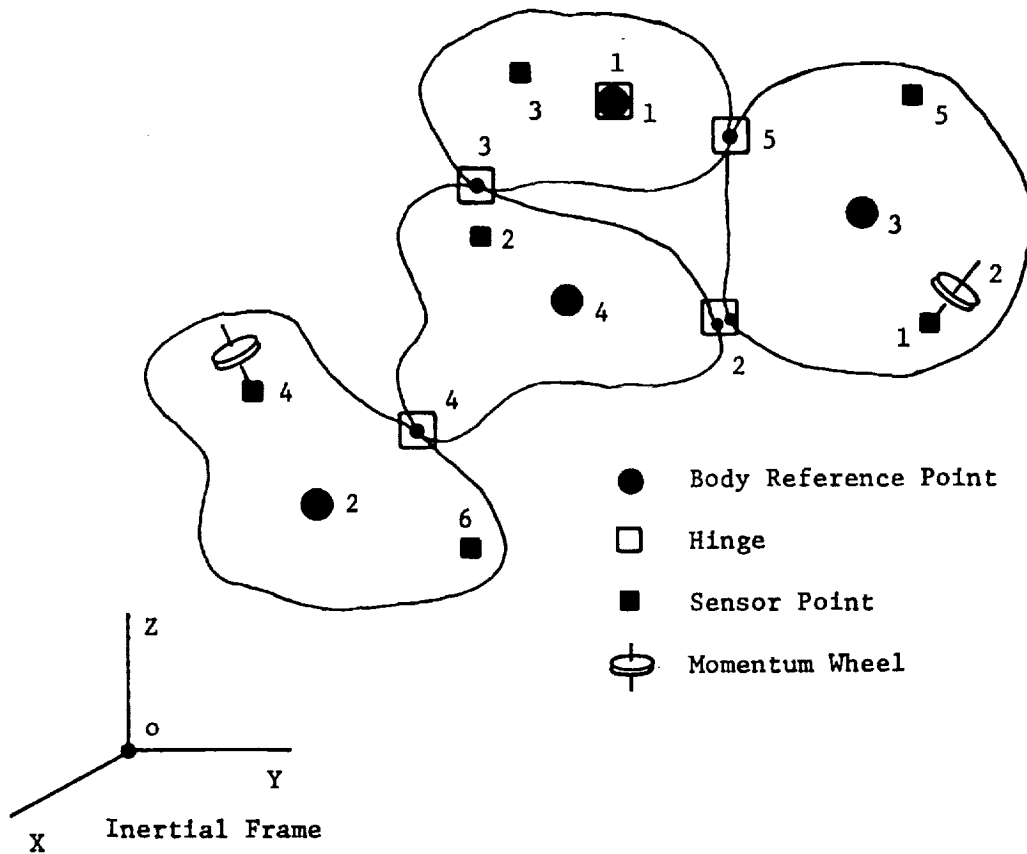 1
3
1
5
5
3
2
3
2
4
1
2
4
4
2
6
Body Reference Point
Hinge
Sensor Point
Momentum Wheel
Z
O
Y
X
Inertial Frame